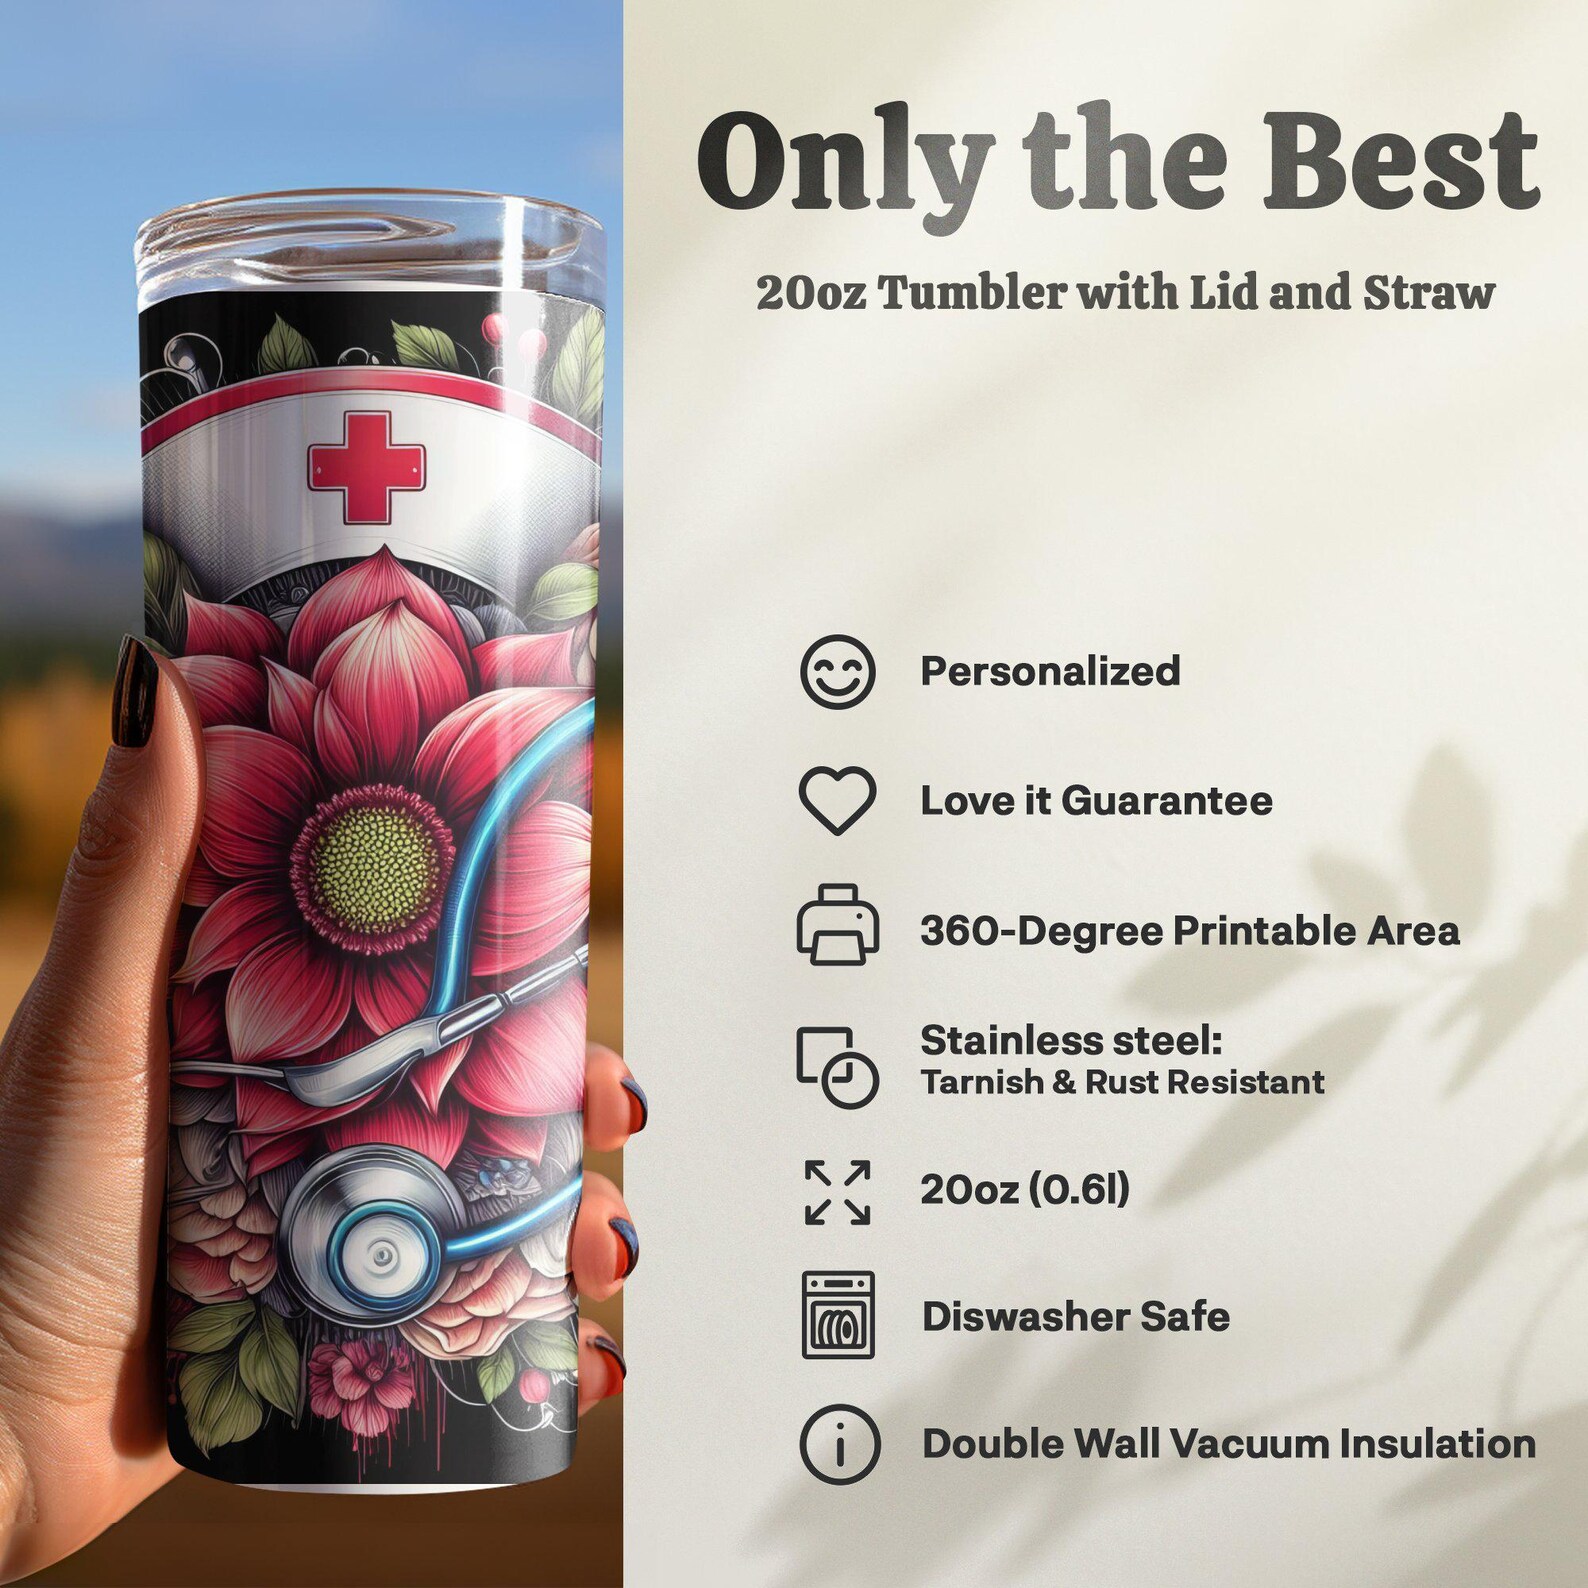 Only the Best
20oz Tumbler with Lid and Straw
Personalized
Love it Guarantee
360-Degree Printable Area
Stainless steel:
Tarnish & Rust Resistant
20oz (0.6l)
Diswasher Safe
Double Wall Vacuum Insulation